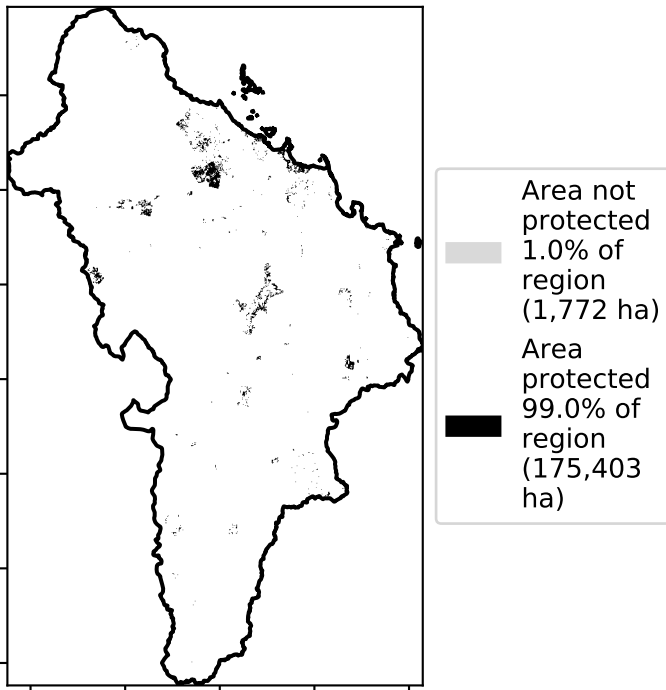 Area not
protected
1.0% of
region
(1,772 ha)
Area
protected
99.0% of
region
(175,403
ha)